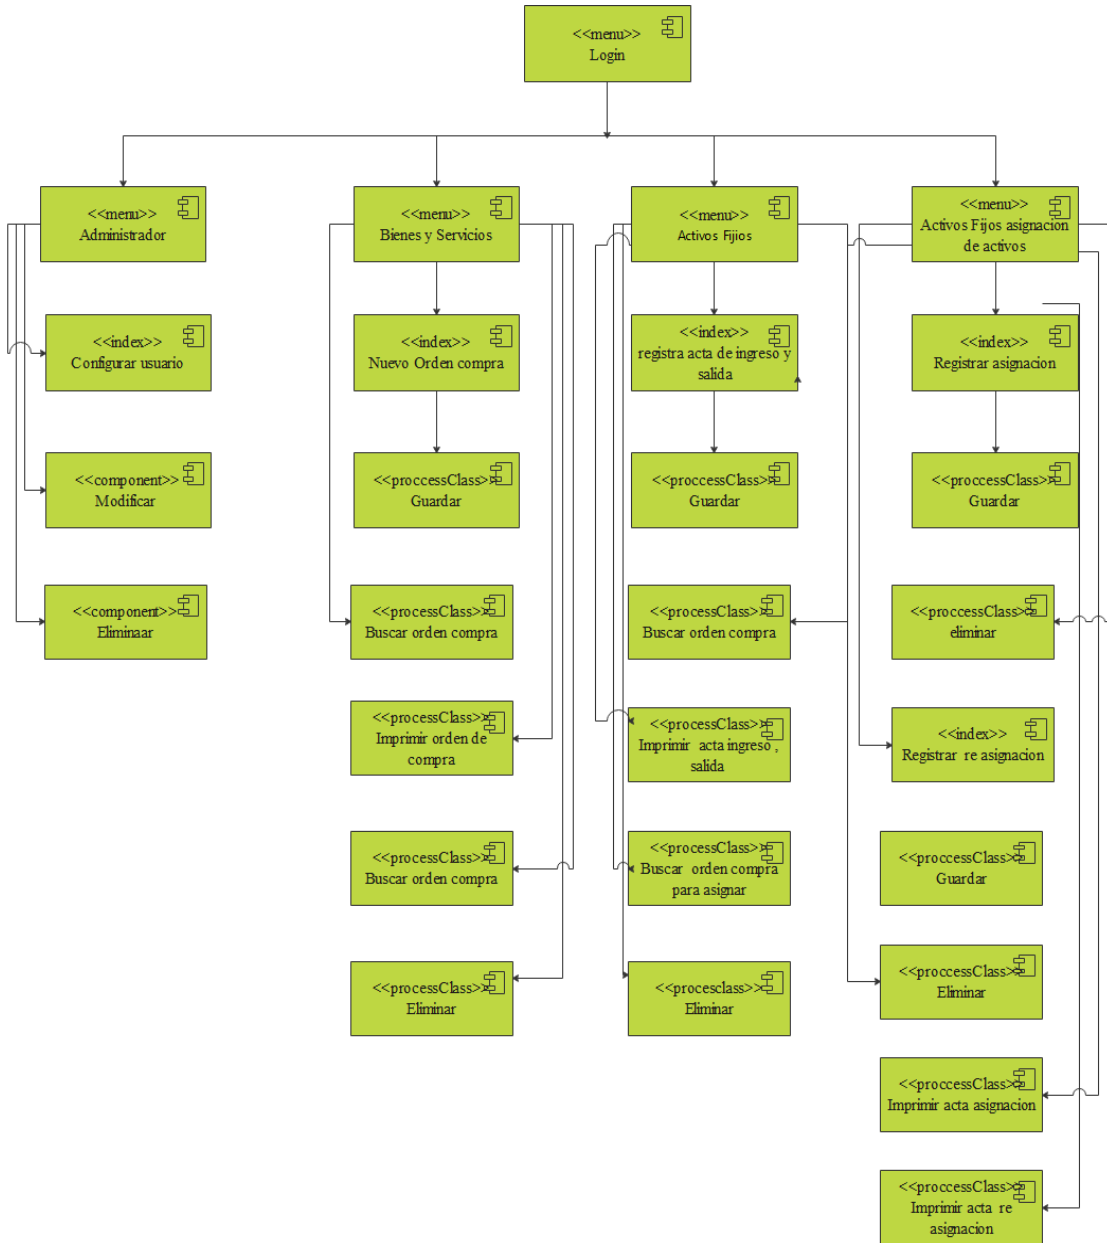 <<menu>>
Login
<<menu>>
Administrador
<<menu>>
Bienes y Servicios
<<menu>>
Activos Fijios
<<menu>>
Activos Fijos asignacion
de activos
<<index>>
Configurar usuario
<<index>>
Nuevo Orden compra
<<index>>
registra acta de ingreso y
salida
<<index>>
Registrar asignacion
<<component>>
Modificar
<<proccessClass>>
Guardar
<<proccessClass>>
Guardar
<<proccessClass>>
Guardar
<<component>>
Eliminaar
<<processClass>>
Buscar orden compra
<<processClass>>
Buscar orden compra
<<proccessClass>>
eliminar
<<processClass>>
Imprimir orden de
compra
<<processClass>>
Imprimir acta ingreso ,
salida
<<index>>
Registrar re asignacion
<<processClass>>
Buscar orden compra
<<processClass>>
Buscar orden compra
para asignar
<<proccessClass>>
Guardar
<<proccessClass>>
Eliminar
<<processClass>>
Eliminar
<<procesclass>>
Eliminar
<<proccessClass>>
Imprimir acta asignacion
<<proccessClass>>
Imprimir acta re
asignacion